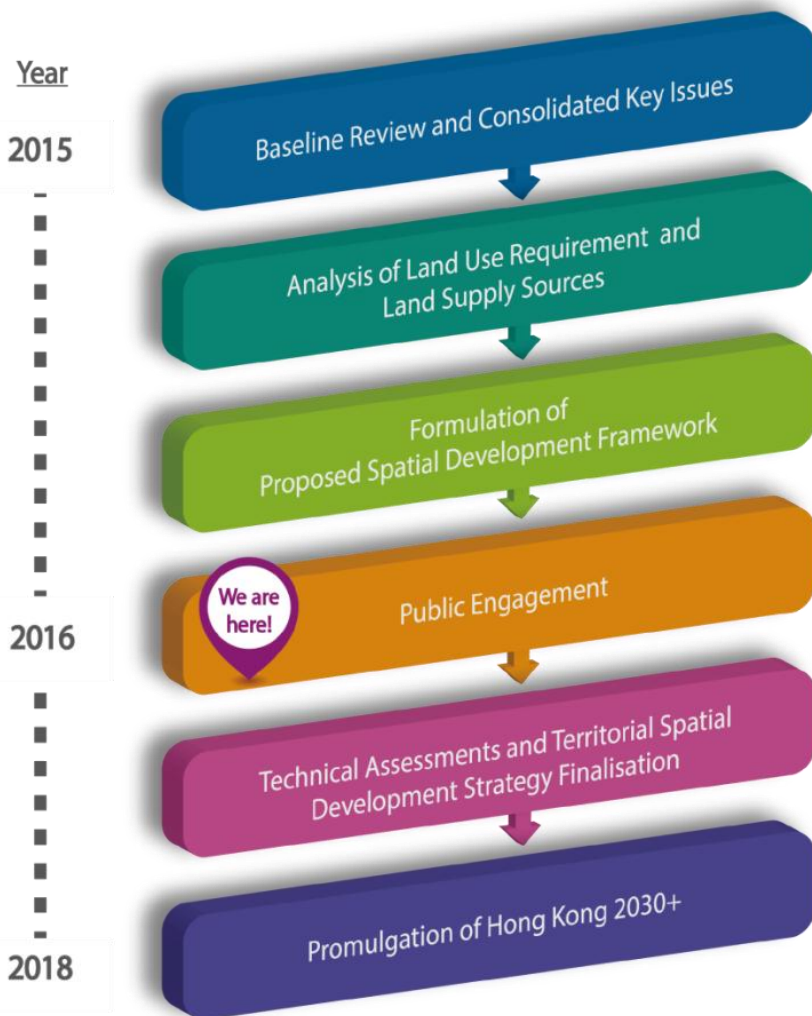 Year
2015
Baseline Review and Consolidated Key Issues
Analysis of Land Use Requirement and
Land Supply Sources
Formulation of
Proposed Spatial Development Framework
We are
here!
2016
Public Engagement
Technical Assessments and Territorial Spatial
Development Strategy Finalisation
2018
Promulgation of Hong Kong 2030+